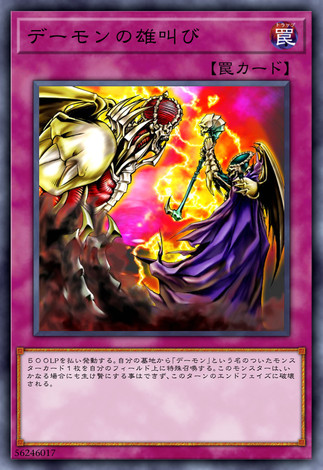 デーモンの雄叫び
トラップ
罠
【罠カード】
５００LPを払い発動する。自分の墓地から「デーモン」という名のついたモンス
ターカード１枚を自分のフィールド上に特殊召喚する。このモンスターは、い
かなる場合にも生け贄にする事はできず、このターンのエンドフェイズに破壊
される。
56246017